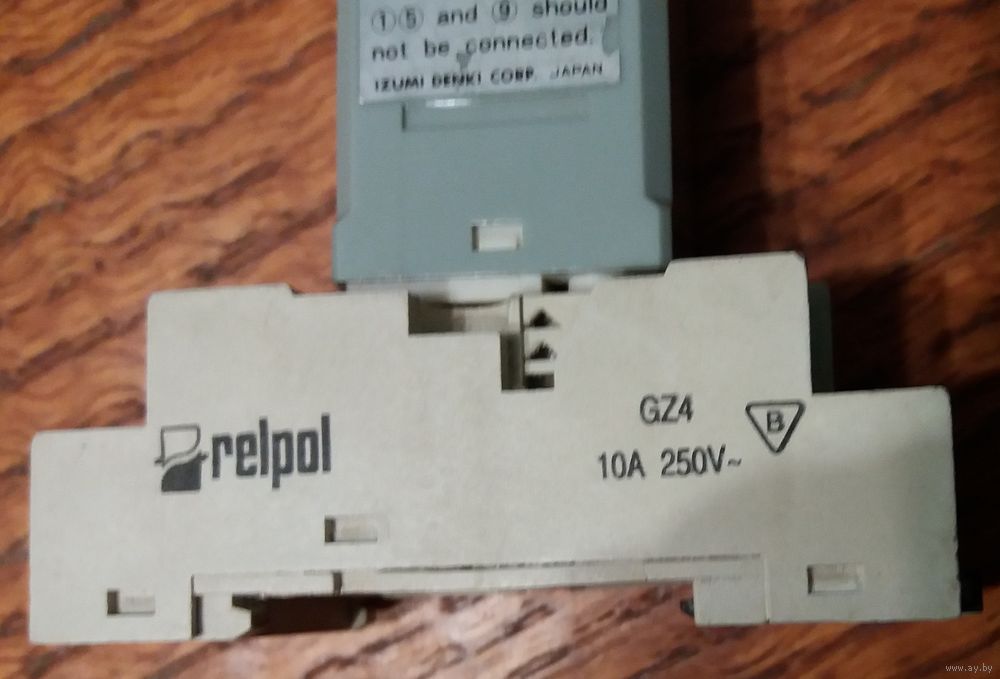 ①⑤ and ⑨ should
not be connected.
IZUMI DENKI CORP. JAPAN
relpol
GZ4
B
10A 250V~
www.ay.by